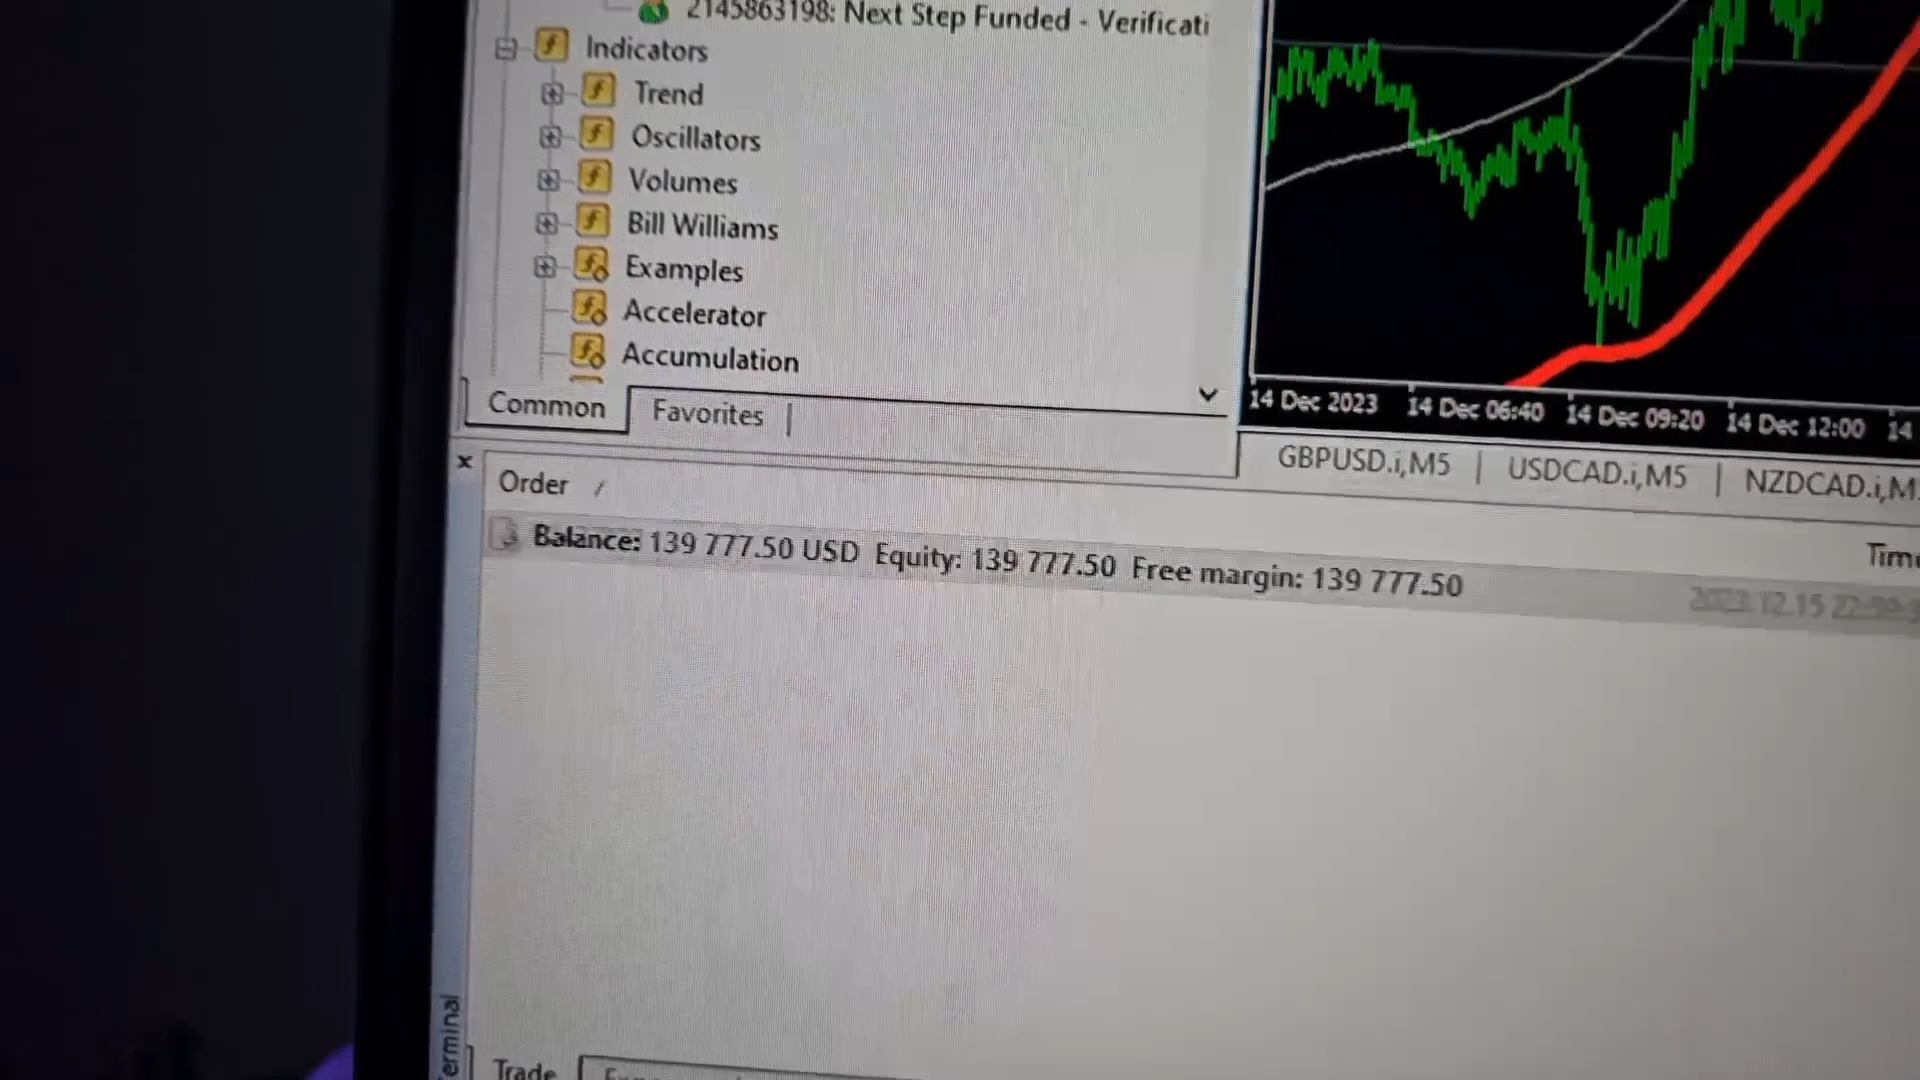 2145863198: Next Step Funded - Verificati
Indicators
Trend
Oscillators
Volumes
Bill Williams
Examples
Accelerator
Accumulation
Common Favorites
14 Dec 2023 14 Dec 06:40 14 Dec 09:20 14 Dec 12:00 14
GBPUSD.i,M5 | USDCAD.i,M5 | NZDCAD.i,M
x
Order / Time
Balance: 139 777.50 USD Equity: 139 777.50 Free margin: 139 777.50
Terminal
Trade